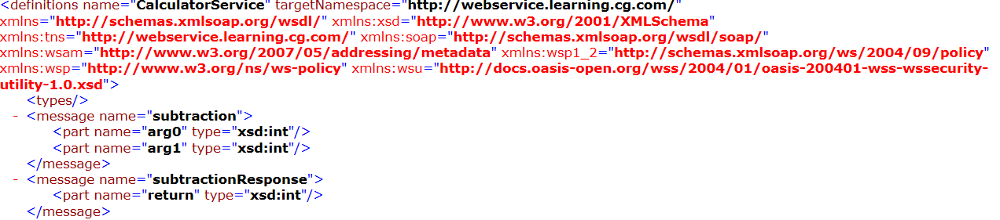 <definitions name="CalculatorService" targetNamespace="http://webservice.learning.cg.com/"
xmlns="http://schemas.xmlsoap.org/wsdl/" xmlns:xsd="http://www.w3.org/2001/XMLSchema"
xmlns:tns="http://webservice.learning.cg.com/" xmlns:soap="http://schemas.xmlsoap.org/wsdl/soap/"
xmlns:wsam="http://www.w3.org/2007/05/addressing/metadata" xmlns:wsp1_2="http://schemas.xmlsoap.org/ws/2004/09/policy"
xmlns:wsp="http://www.w3.org/ns/ws-policy" xmlns:wsu="http://docs.oasis-open.org/wss/2004/01/oasis-200401-wss-wssecurity-
utility-1.0.xsd">
<types/>
- <message name="subtraction">
<part name="arg0" type="xsd:int"/>
<part name="arg1" type="xsd:int"/>
</message>
- <message name="subtractionResponse">
<part name="return" type="xsd:int"/>
</message>